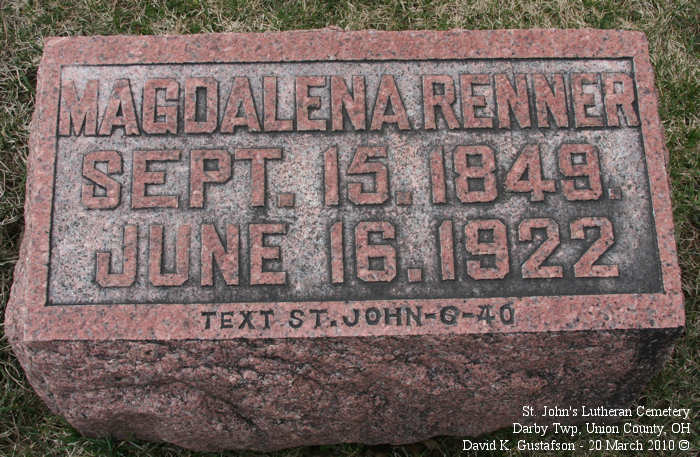 MAGDALENA RENNER
SEPT. 15. 1849.
JUNE 16. 1922
TEXT ST. JOHN-6-40
St. John's Lutheran Cemetery
Darby Twp, Union County, OH
David K. Gustafson - 20 March 2010 ©